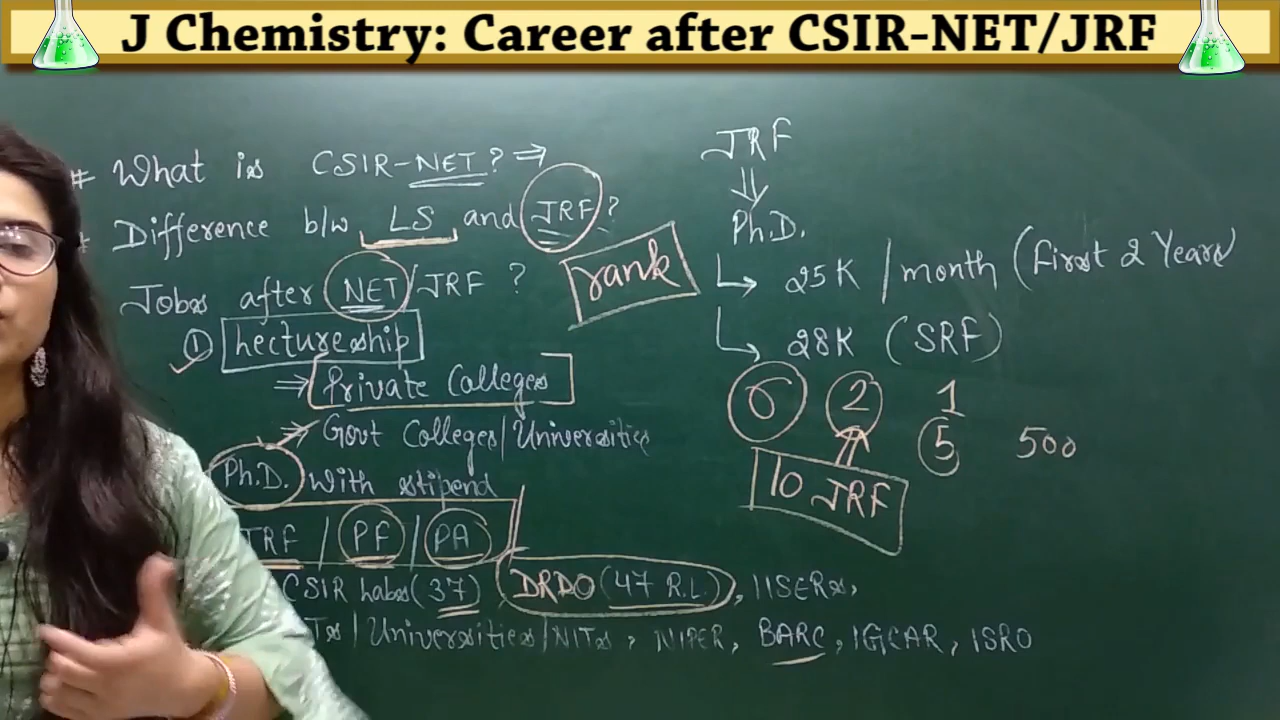 J Chemistry: Career after CSIR-NET/JRF
# What is CSIR-NET? ⇒
# Difference b/w LS and JRF?
Jobs after NET/JRF ?
① Lectureship
⇒ Private Colleges
Govt Colleges/Universities
Ph.D. with stipend
JRF / PF / PA
CSIR Labs (37) DRDO (47 R.L.), IISERs,
Universities/NITs, NIPER, BARC, IGCAR, ISRO
rank
JRF
⇓
Ph.D.
↳ 25K / month (First 2 Years
↳ 28K (SRF)
6 2 1
5 500
10 JRF